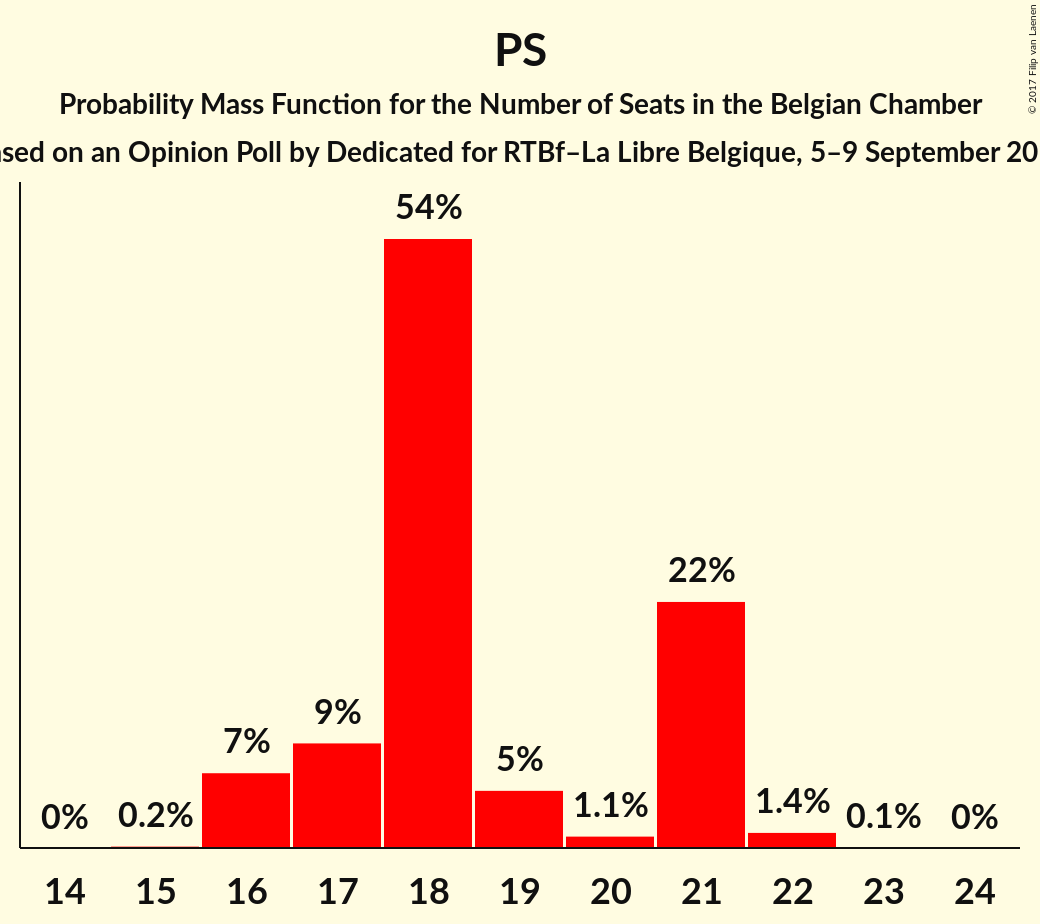 PS
Probability Mass Function for the Number of Seats in the Belgian Chamber
on an Opinion Poll by Dedicated for RTBf–La Libre Belgique, 5–9 September
© 2017 Filip van Laenen
54%
22%
9%
7%
5%
1.4%
1.1%
0% 0.2% 0.1% 0%
14 15 16 17 18 19 20 21 22 23 24